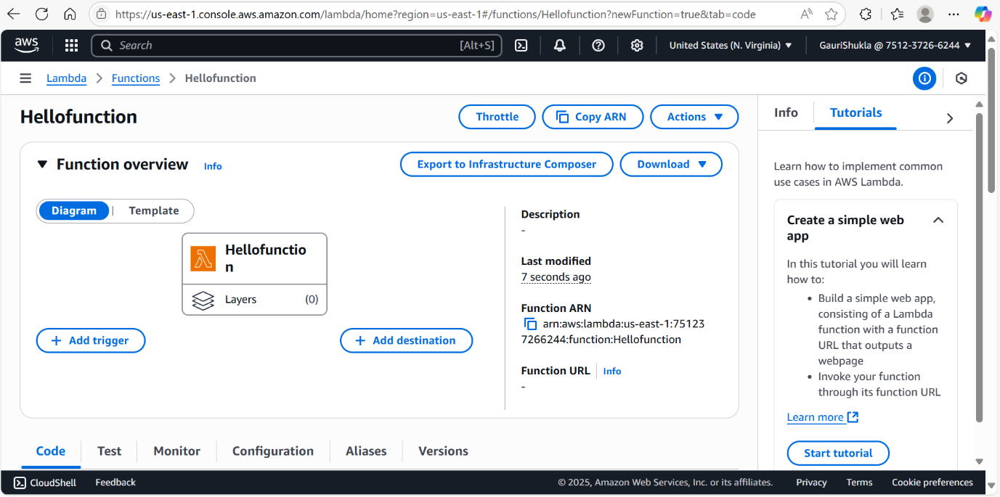 https://us-east-1.console.aws.amazon.com/lambda/home?region=us-east-1#/functions/Hellofunction?newFunction=true&tab=code
aws
Search [Alt+S]
United States (N. Virginia) ▼
GauriShukla @ 7512-3726-6244 ▼
Lambda > Functions > Hellofunction
Hellofunction
Throttle
Copy ARN
Actions ▼
Function overview Info
Export to Infrastructure Composer
Download ▼
Diagram | Template
Hellofunctio
n
Layers (0)
+ Add trigger
+ Add destination
Description
-
Last modified
7 seconds ago
Function ARN
arn:aws:lambda:us-east-1:75123
7266244:function:Hellofunction
Function URL Info
-
Code
Test
Monitor
Configuration
Aliases
Versions
Info
Tutorials
Learn how to implement common
use cases in AWS Lambda.
Create a simple web
app
In this tutorial you will learn
how to:
• Build a simple web app,
consisting of a Lambda
function with a function
URL that outputs a
webpage
• Invoke your function
through its function URL
Learn more
Start tutorial
CloudShell
Feedback
© 2025, Amazon Web Services, Inc. or its affiliates.
Privacy
Terms
Cookie preferences